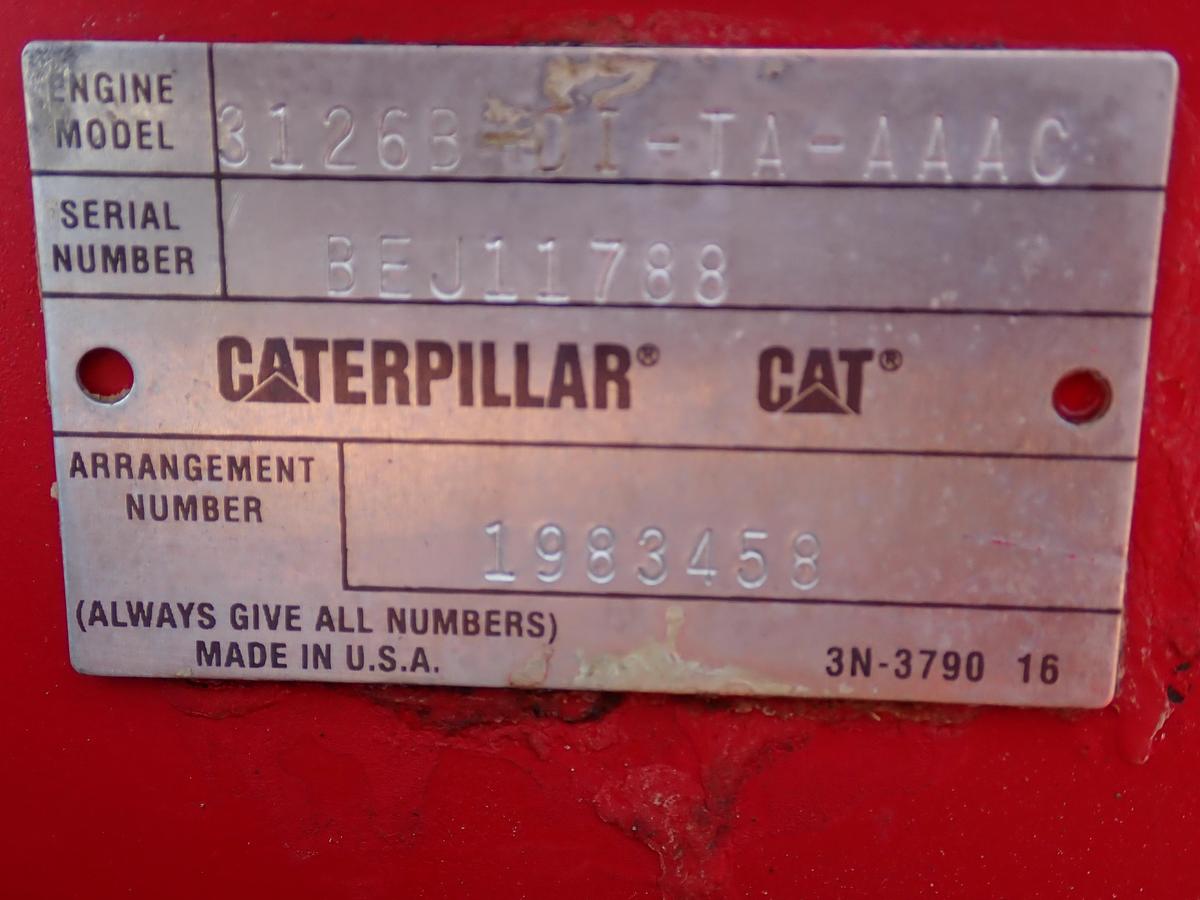 ENGINE MODEL 3126B-DI-TA-AAAC
SERIAL NUMBER BEJ11788
CATERPILLAR® CAT®
ARRANGEMENT NUMBER 1983458
(ALWAYS GIVE ALL NUMBERS)
MADE IN U.S.A. 3N-3790 16